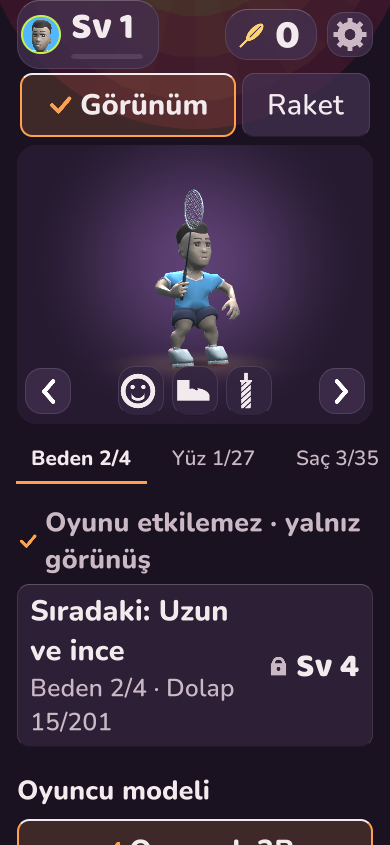 Sv 1
0
Görünüm
Raket
Beden 2/4
Yüz 1/27
Saç 3/35
Oyunu etkilemez · yalnız
görünüş
Sıradaki: Uzun
ve ince
Sv 4
Beden 2/4 · Dolap
15/201
Oyuncu modeli